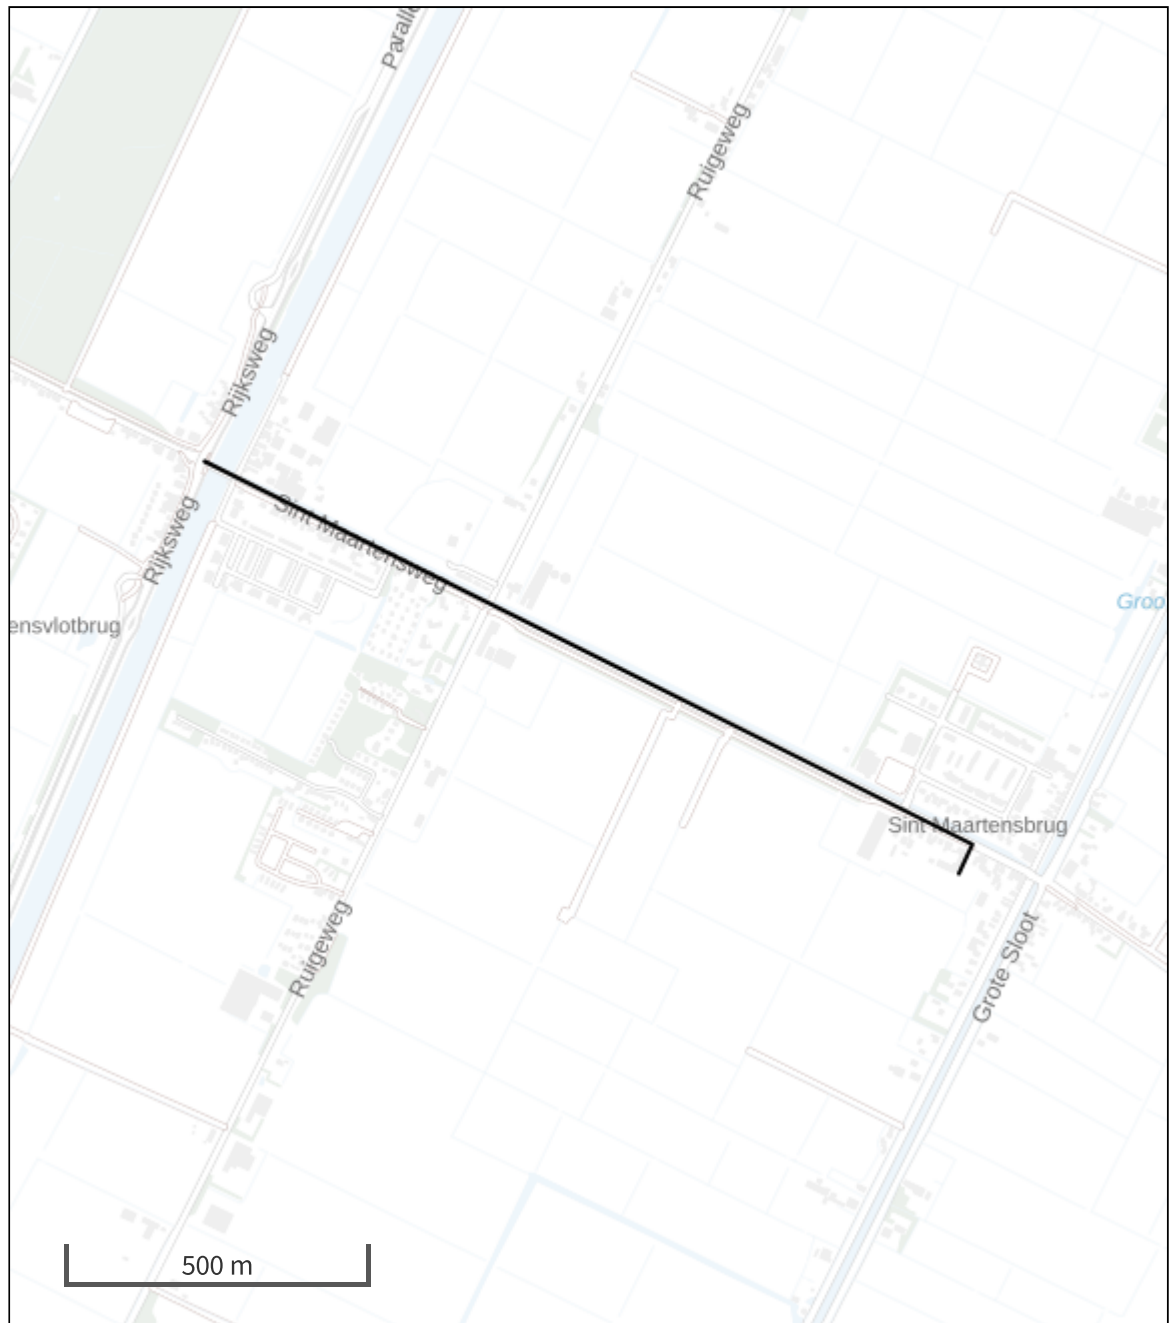 Paralle
Ruigeweg
Rijksweg
Sint Maartensweg
Rijksweg
Groo
ensvlotbrug
Sint Maartensbrug
Ruigeweg
Grote Sloot
500 m